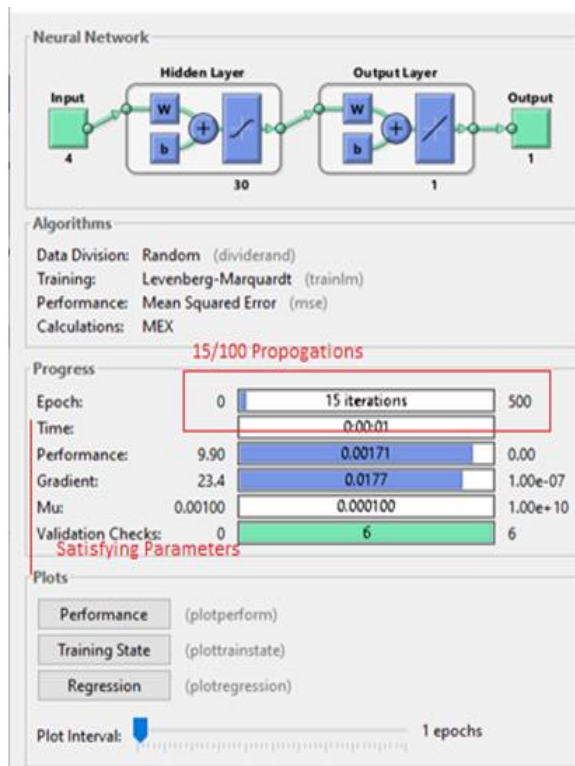 Neural Network
Hidden Layer Output Layer
Input Output
W W
b b
4 30 1 1
Algorithms
Data Division: Random (dividerand)
Training: Levenberg-Marquardt (trainlm)
Performance: Mean Squared Error (mse)
Calculations: MEX
15/100 Propogations
Progress
Epoch: 0 15 iterations 500
Time: 0:00:01
Performance: 9.90 0.00171 0.00
Gradient: 23.4 0.0177 1.00e-07
Mu: 0.00100 0.000100 1.00e+10
Validation Checks: 0 6 6
Satisfying Parameters
Plots
Performance (plotperform)
Training State (plottrainstate)
Regression (plotregression)
Plot Interval: 1 epochs